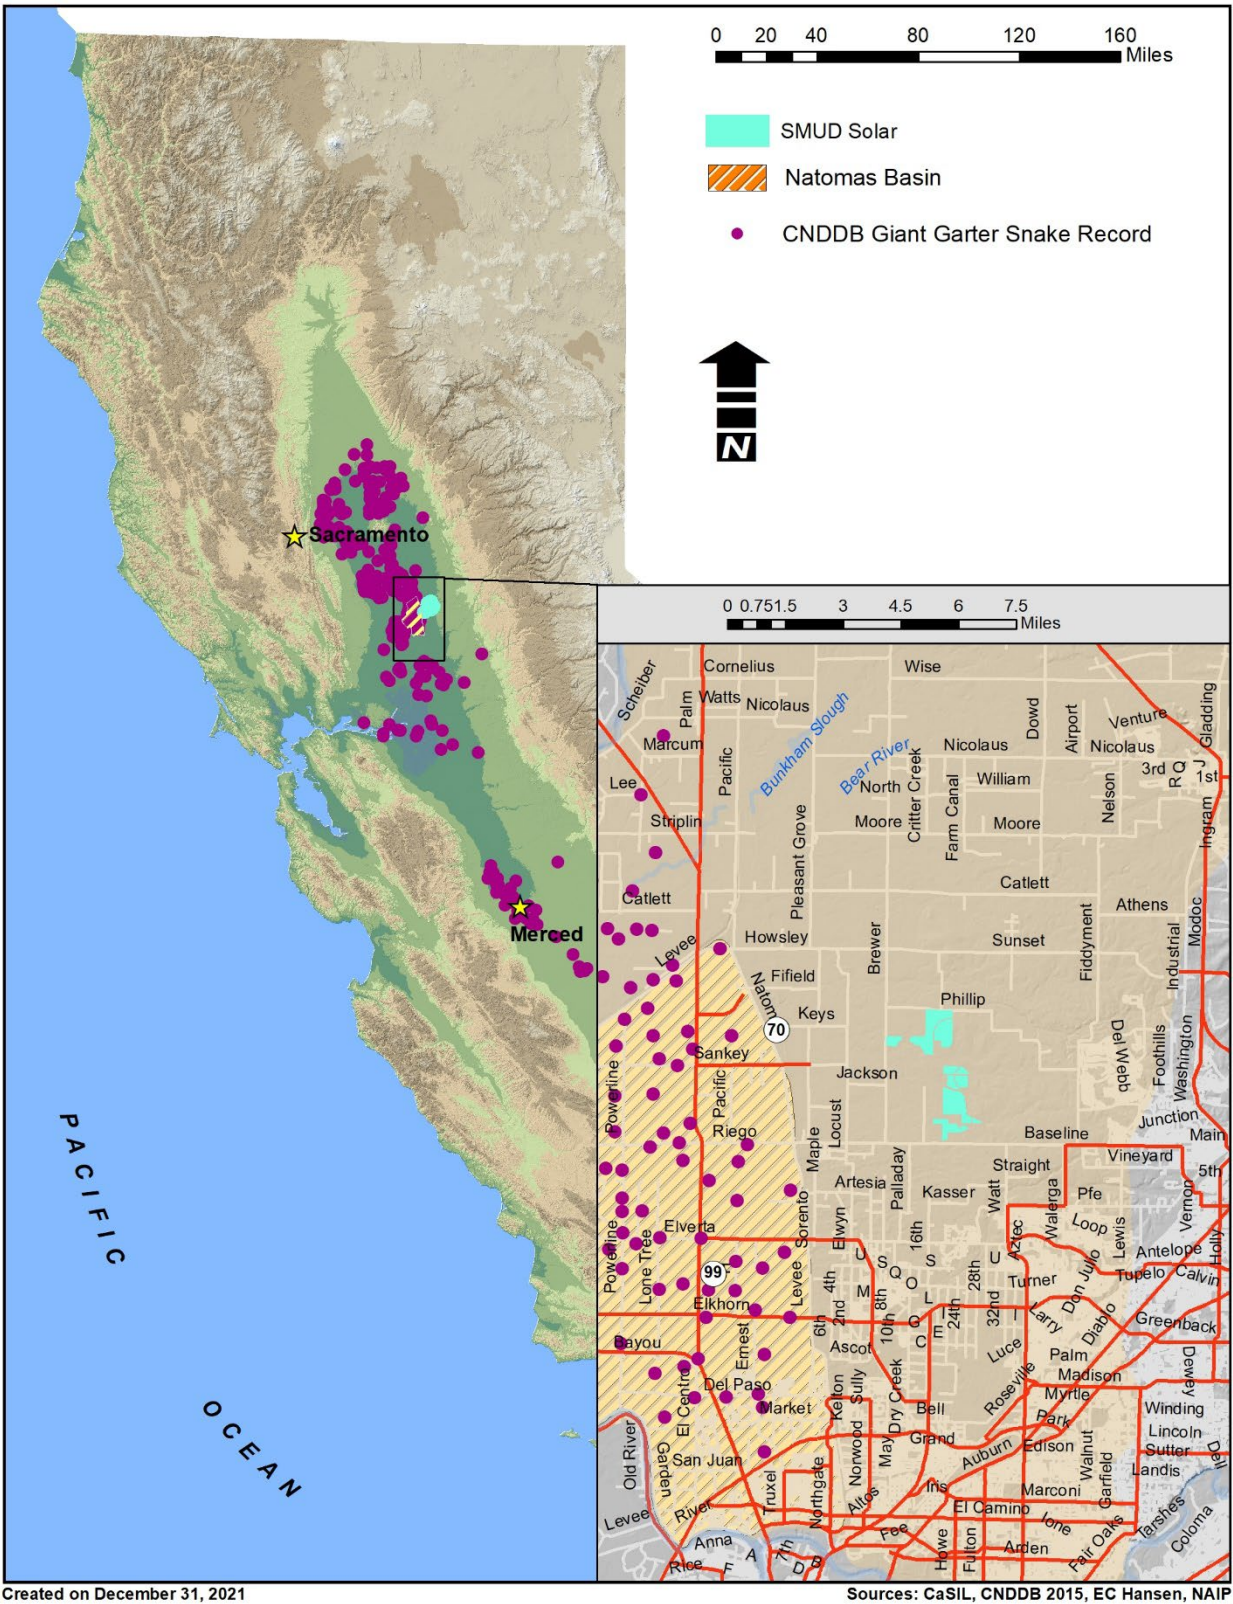 0 20 40 80 120 160
Miles
SMUD Solar
Natomas Basin
CNDDB Giant Garter Snake Record
N
Sacramento
Merced
PACIFIC
OCEAN
0 0.75 1.5 3 4.5 6 7.5
Miles
Scheiber
Cornelius
Wise
Palm
Watts
Nicolaus
Bunkham Slough
Dowd
Airport
Venture
Gladding
Marcum
Pacific
Bear River
Nicolaus
Nicolaus
3rd
R
Q
J
1st
Lee
North
Critter Creek
Farm Canal
William
Nelson
Striplin
Pleasant Grove
Moore
Moore
Ingram
Catlett
Catlett
Athens
Levee
Howsley
Brewer
Sunset
Fiddyment
Industrial
Modoc
Fifield
Natom
Keys
70
Phillip
Sankey
Jackson
Del Webb
Foothills
Washington
Powerline
Pacific
Riego
Maple
Locust
Baseline
Junction
Main
Vineyard
5th
Straight
Artesia
Palladay
Kasser
Watt
Walerga
Pfe
Vernon
Elverta
Sorento
Elwyn
16th
Aztec
Loop
Lewis
Antelope
Holly
Powerline
Lone Tree
99
U
S
Q
O
S
U
28th
Turner
Don Julio
Tupelo
Calvin
Levee
4th
M
8th
L
Elkhorn
6th
2nd
10th
G
I
24th
32nd
I
Larry
Diablo
Greenback
Bayou
Ernest
E
C
Ascot
Luce
Palm
Dewey
El Centro
Del Paso
Market
Kelton
Sully
Dry Creek
Roseville
Madison
Myrtle
Bell
Park
Winding
Old River
Garden
San Juan
Norwood
May
Grand
Auburn
Edison
Walnut
Garfield
Lincoln
Sutter
Dell
Landis
Truxel
Northgate
Altos
Iris
Marconi
River
El Camino
Ione
Tarshes
Coloma
Levee
Anna
Fee
Howe
Fulton
Arden
Fair Oaks
Rice
F
A
7th
D
B
Created on December 31, 2021
Sources: CaSIL, CNDDB 2015, EC Hansen, NAIP